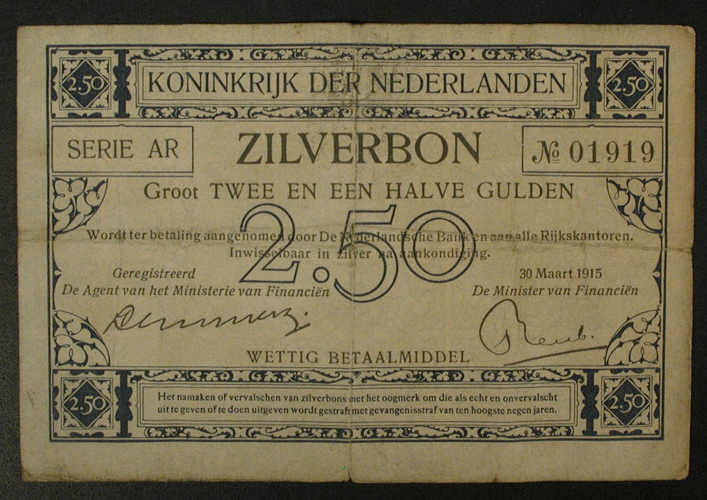 2.50 KONINKRIJK DER NEDERLANDEN 2.50
SERIE AR ZILVERBON № 01919
Groot TWEE EN EEN HALVE GULDEN
2.50
Wordt ter betaling aangenomen door De Nederlandsche Bank en aan alle Rijkskantoren.
Inwisselbaar in zilver na aankondiging.
Geregistreerd 30 Maart 1915
De Agent van het Ministerie van Financiën De Minister van Financiën
WETTIG BETAALMIDDEL
2.50 Het namaken of vervalschen van zilverbons met het oogmerk om die als echt en onvervalscht 2.50
uit te geven of te doen uitgeven wordt gestraft met gevangenisstraf van ten hoogste negen jaren.